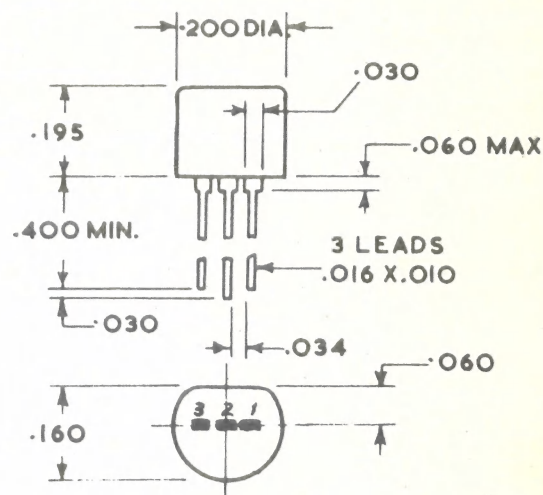 .200 DIA.
.030
.195
.060 MAX
.400 MIN.
3 LEADS
.016 X .010
.030
.034
.060
3 2 1
.160